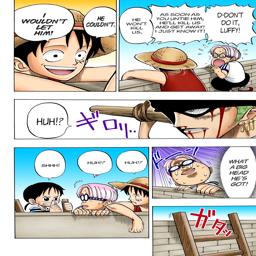 D-DON'T
DO IT,
LUFFY!
AS SOON AS
YOU UNTIE HIM,
HE'LL KILL US
AND GET AWAY!
I JUST KNOW IT!
HE
WON'T
KILL
US.
HE
COULDN'T.
I
WOULDN'T
LET
HIM!
ギロリ..
HUH!?
WHAT
A BIG
HEAD
HE'S
GOT!
ガタッ
HUH?
HUH?
SHHH!